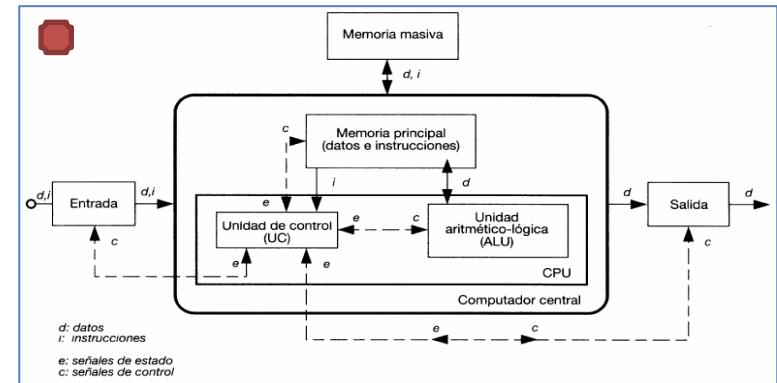 Memoria masiva
d, i
Memoria principal
(datos e instrucciones)
c
e
i
d
d,i
Entrada
d,i
c
Unidad de control
(UC)
e
c
Unidad
aritmético-lógica
(ALU)
e
e
CPU
Computador central
d
Salida
d
c
e
c
d: datos
i: instrucciones
e: señales de estado
c: señales de control